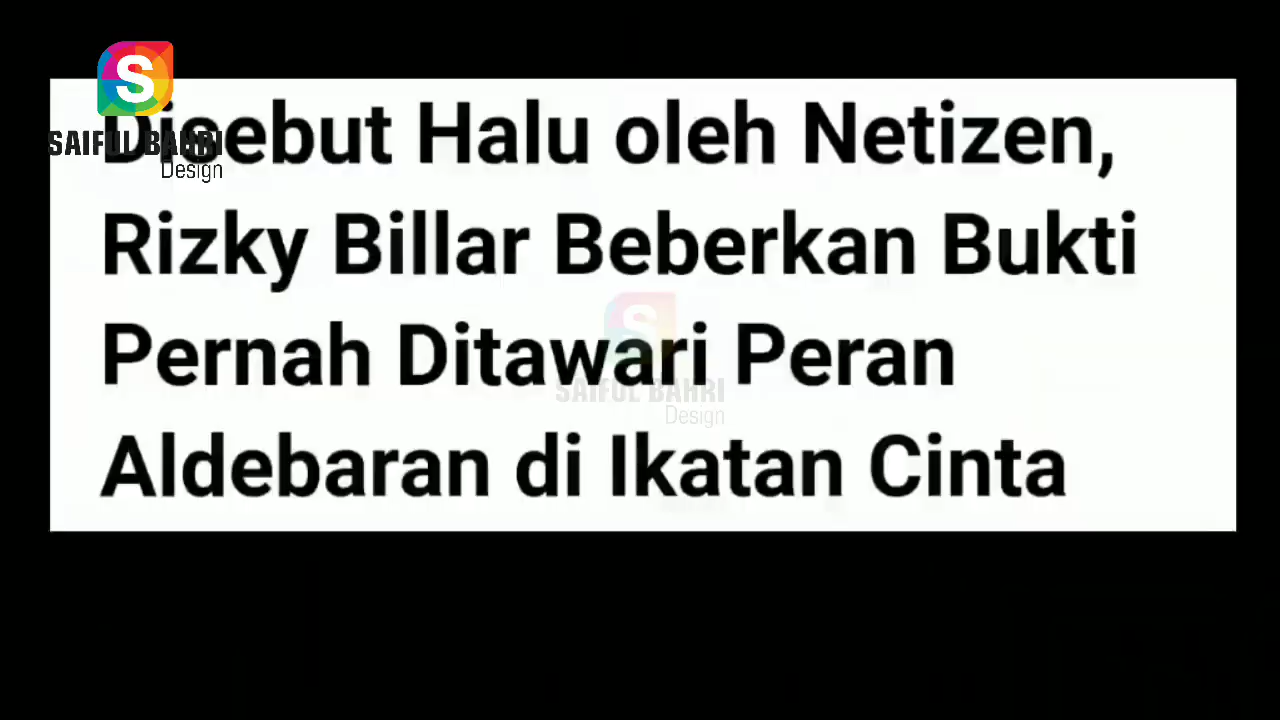 S
SAIFUL BAHRI
Design
Disebut Halu oleh Netizen,
Rizky Billar Beberkan Bukti
Pernah Ditawari Peran
Aldebaran di Ikatan Cinta
S
SAIFUL BAHRI
Design